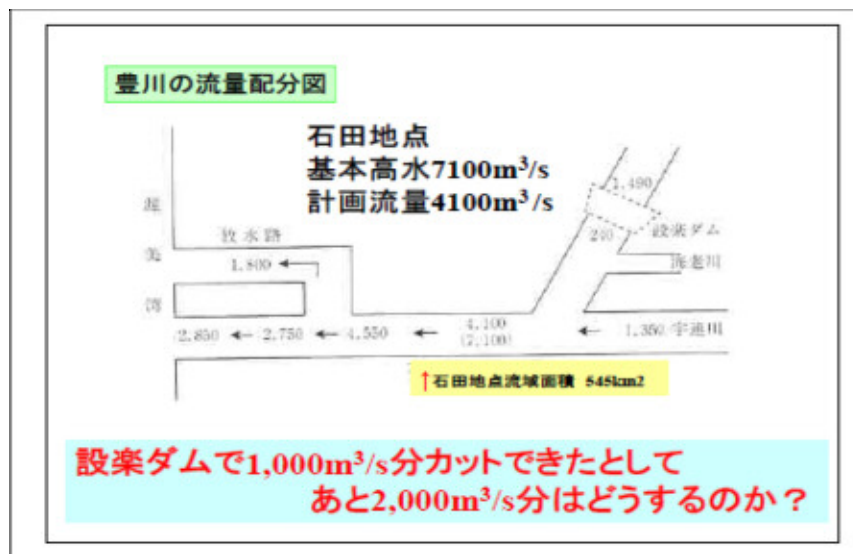 豊川の流量配分図
石田地点
基本高水7100m³/s
計画流量4100m³/s
渥美湾
放水路
1,800
1,490
240
設楽ダム
海老川
2,850
2,750
4,550
4,100
(7,100)
1,350 宇連川
↑石田地点流域面積 545km2
設楽ダムで1,000m³/s分カットできたとして
あと2,000m³/s分はどうするのか？